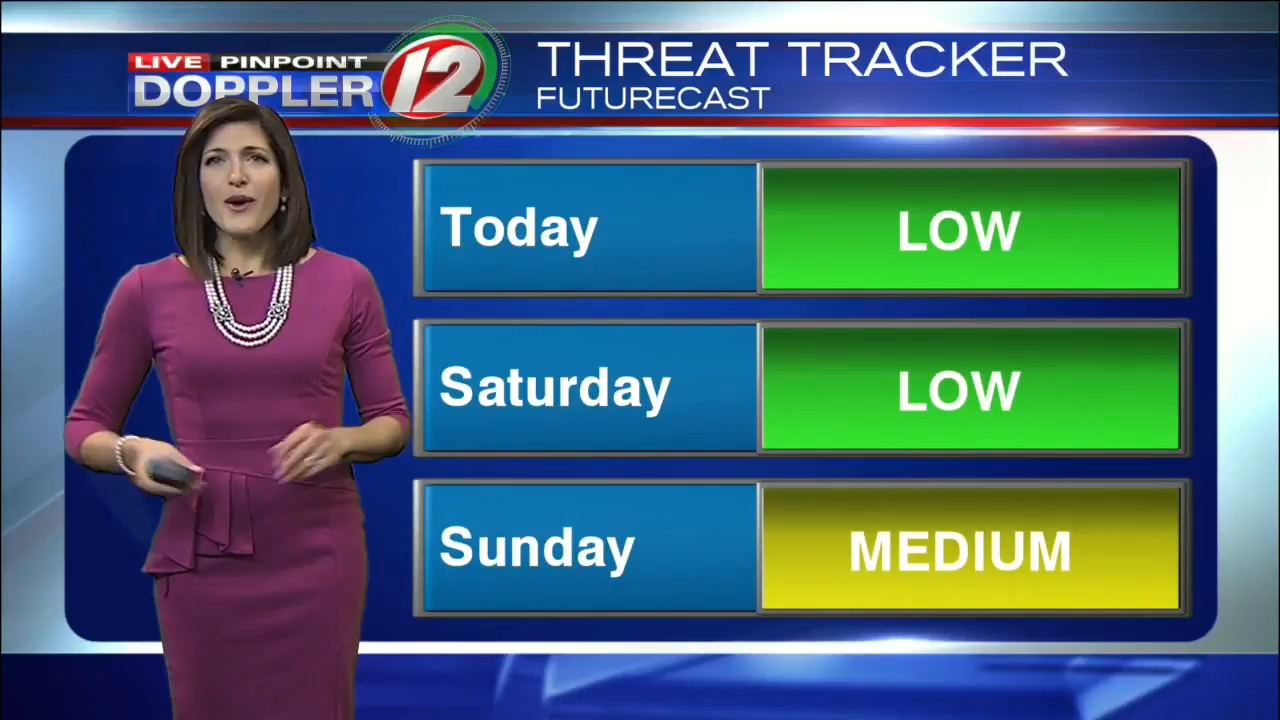 LIVE PINPOINT
DOPPLER 12
THREAT TRACKER
FUTURECAST
Today LOW
Saturday LOW
Sunday MEDIUM